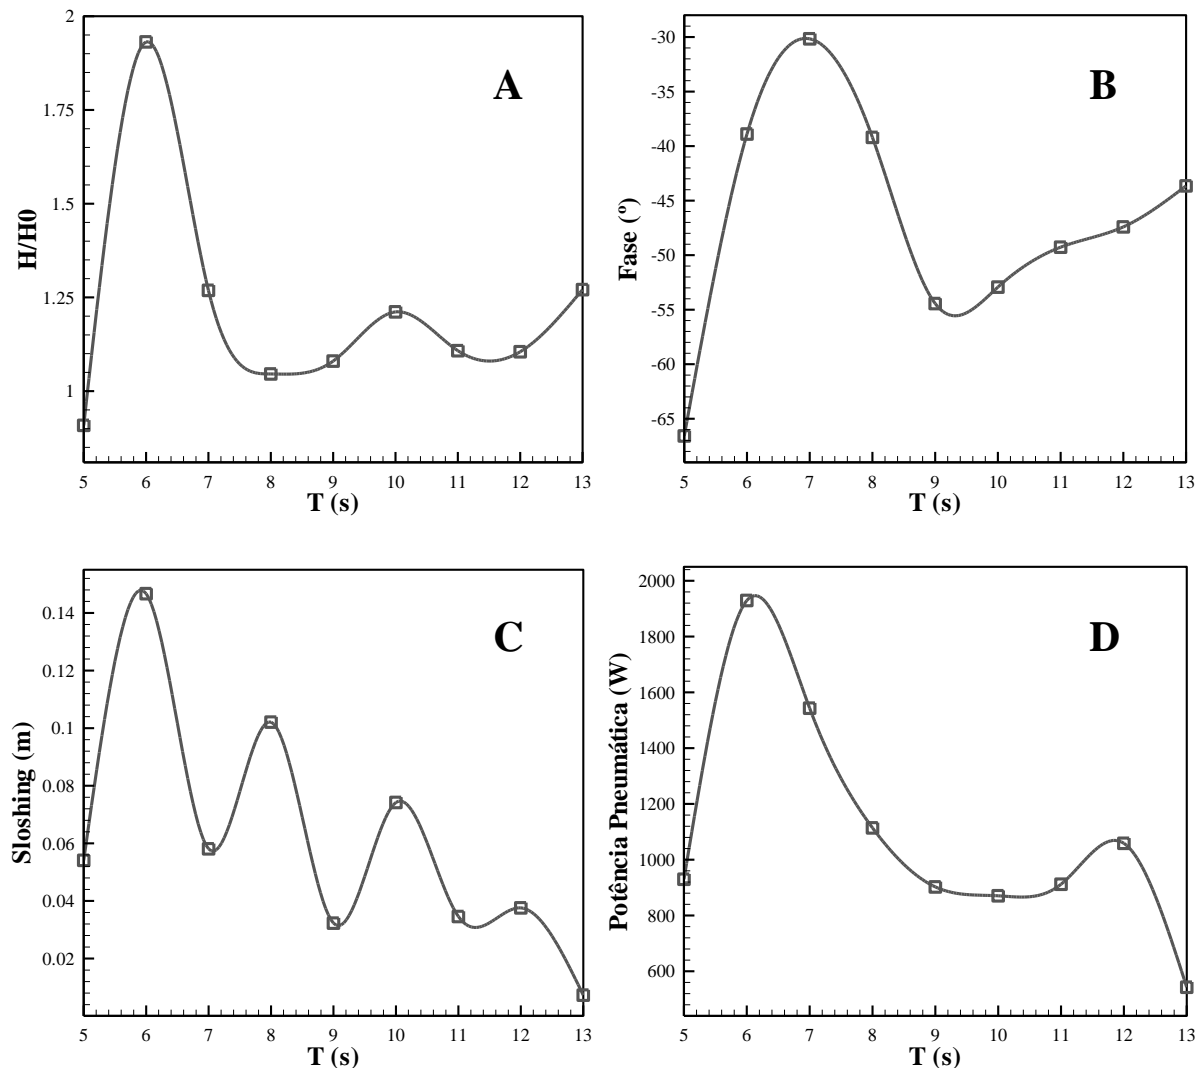 2
1.75
1.5
1.25
1
H/H0
A
5 6 7 8 9 10 11 12 13
T (s)
-30
-35
-40
-45
-50
-55
-60
-65
Fase (º)
B
5 6 7 8 9 10 11 12 13
T (s)
0.14
0.12
0.1
0.08
0.06
0.04
0.02
Sloshing (m)
C
5 6 7 8 9 10 11 12 13
T (s)
2000
1800
1600
1400
1200
1000
800
600
Potência Pneumática (W)
D
5 6 7 8 9 10 11 12 13
T (s)